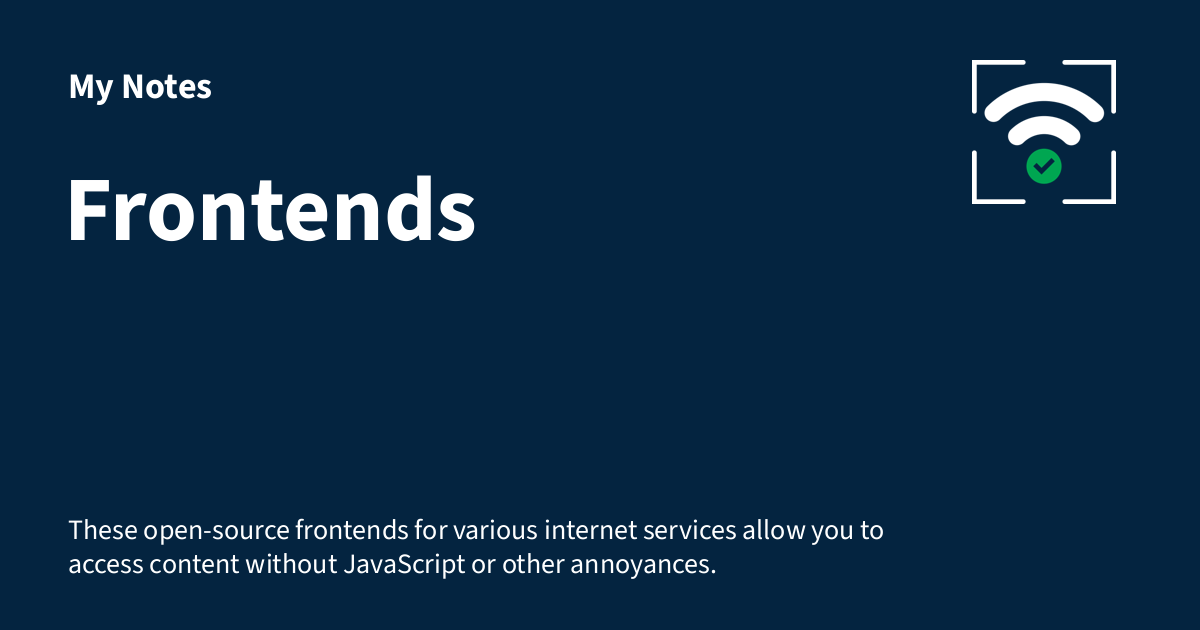 My Notes
Frontends
These open-source frontends for various internet services allow you to
access content without JavaScript or other annoyances.